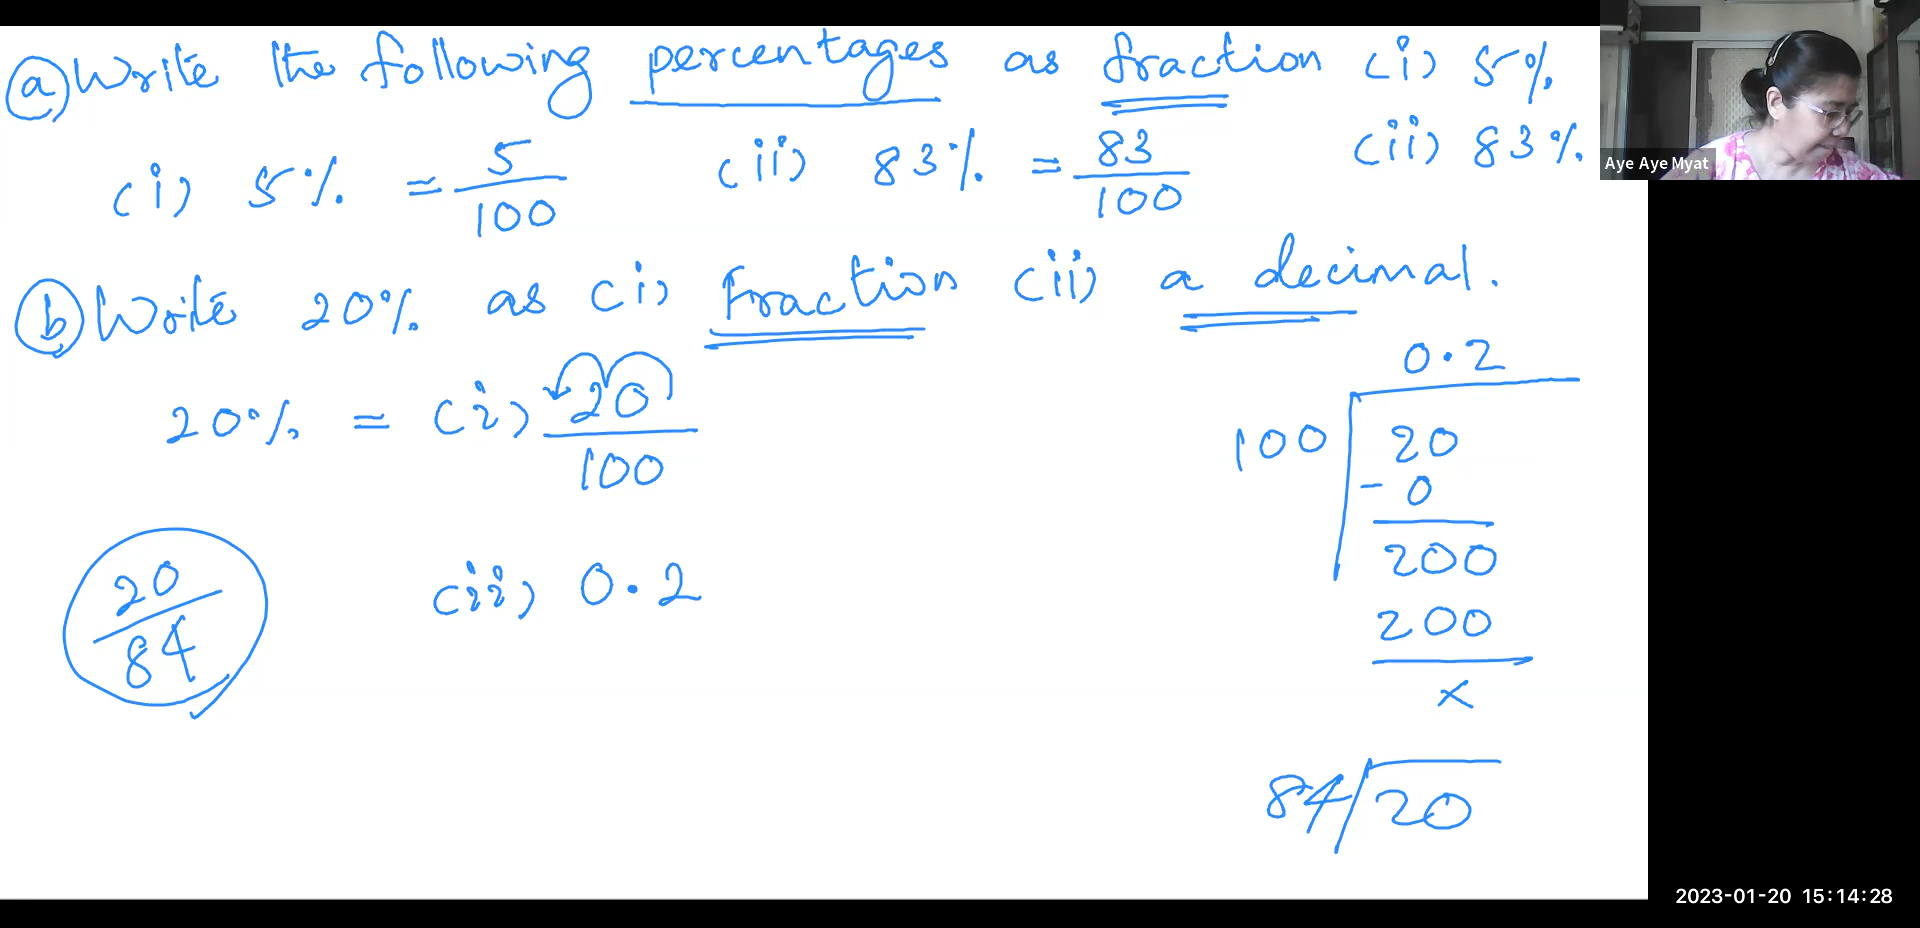 (a) Write the following percentages as fraction (i) 5%
(ii) 83%
(i) 5% = 5/100 (ii) 83% = 83/100
(b) Write 20% as (i) fraction (ii) a decimal.
20% = (i) 20/100
(ii) 0.2
20/84
0.2
100 20
- 0
200
200
x
84 20
Aye Aye Myat
2023-01-20 15:14:28